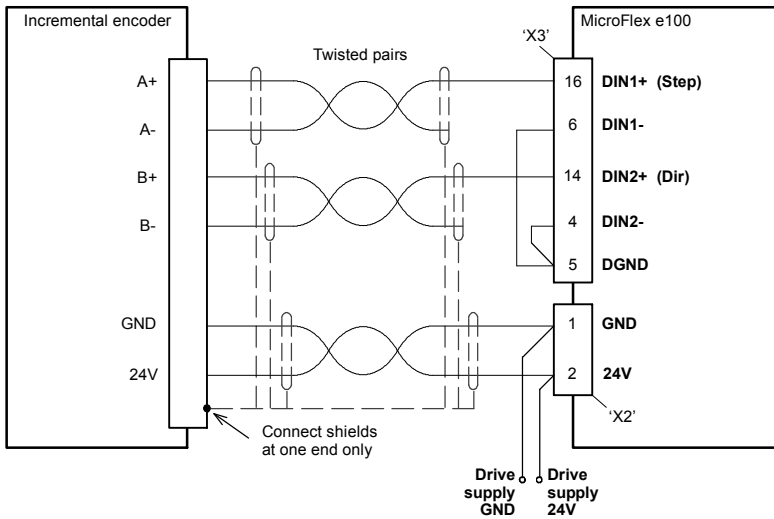 Incremental encoder
MicroFlex e100
'X3'
Twisted pairs
A+
16
DIN1+ (Step)
A-
6
DIN1-
B+
14
DIN2+ (Dir)
B-
4
DIN2-
5
DGND
GND
1
GND
24V
2
24V
'X2'
Connect shields
at one end only
Drive
supply
GND
Drive
supply
24V